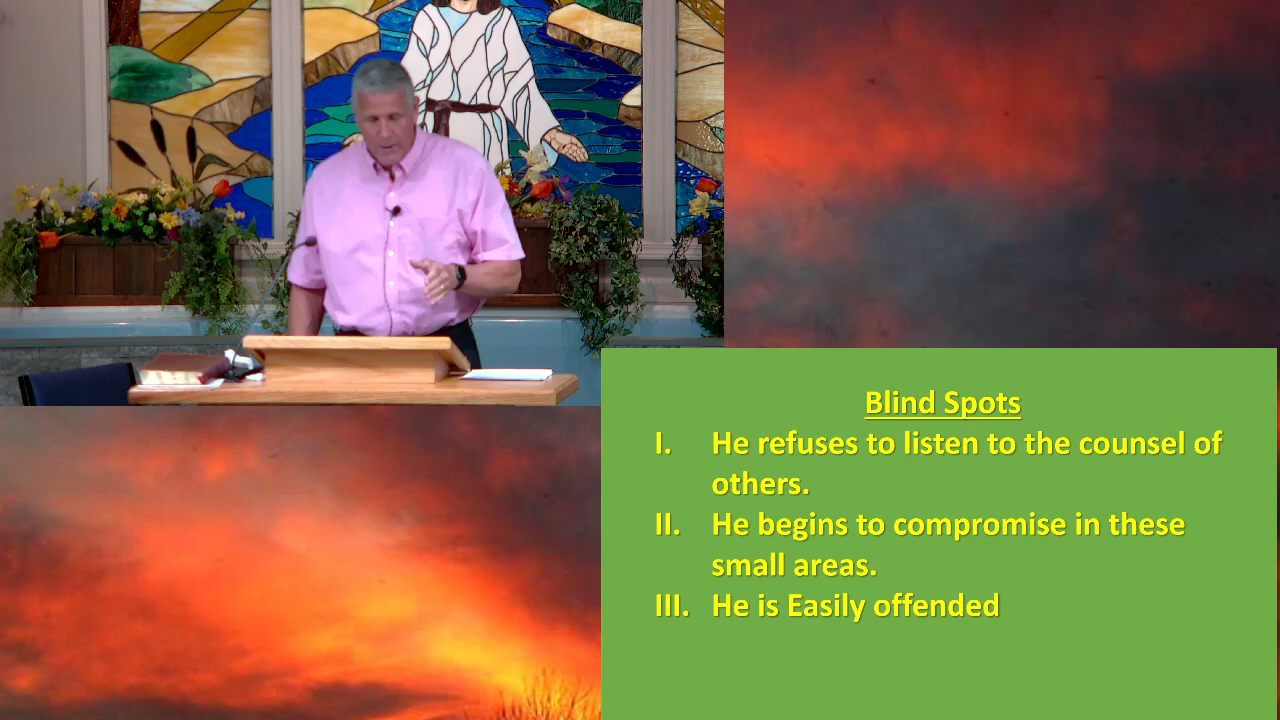 Blind Spots
I. He refuses to listen to the counsel of
others.
II. He begins to compromise in these
small areas.
III. He is Easily offended